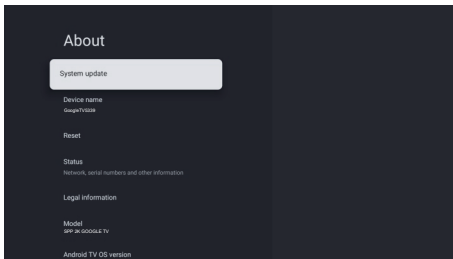 About
System update
Device name
GoogleTV5039
Reset
Status
Network, serial numbers and other information
Legal information
Model
SPP 2K GOOGLE TV
Android TV OS version